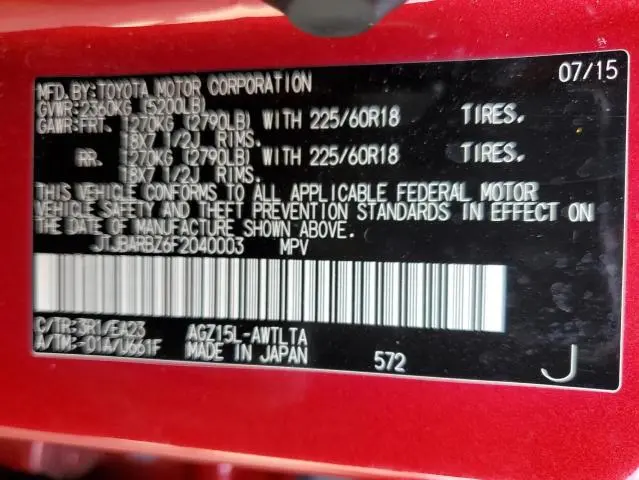 07/15
MFD. BY: TOYOTA MOTOR CORPORATION
GVWR: 2360KG (5200LB)
GAWR: FRT. 1270KG (2790LB) WITH 225/60R18 TIRES.
18X7 1/2J RIMS.
RR. 1270KG (2790LB) WITH 225/60R18 TIRES.
18X7 1/2J RIMS.
THIS VEHICLE CONFORMS TO ALL APPLICABLE FEDERAL MOTOR
VEHICLE SAFETY AND THEFT PREVENTION STANDARDS IN EFFECT ON
THE DATE OF MANUFACTURE SHOWN ABOVE.
JTJBARBZ6F2040003 MPV
C/TR: 3R1/EA23 AGZ15L-AWTLTA
A/TM: -01A/U661F MADE IN JAPAN 572 J